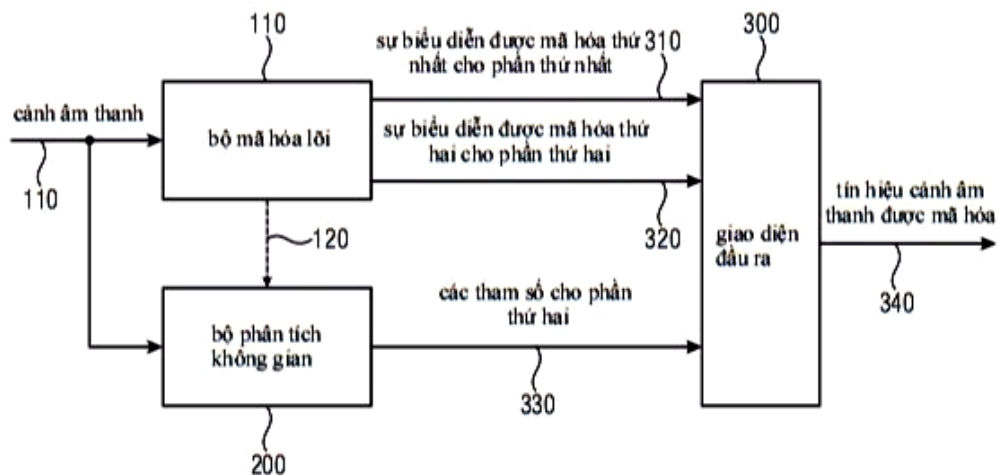 110
300
sự biểu diễn được mã hóa thứ
310
nhất cho phần thứ nhất
cảnh âm thanh
bộ mã hóa lõi
sự biểu diễn được mã hóa thứ
hai cho phần thứ hai
110
tín hiệu cảnh âm
thanh được mã hóa
120
320
giao diện
đầu ra
các tham số cho phần
thứ hai
340
bộ phân tích
không gian
330
200